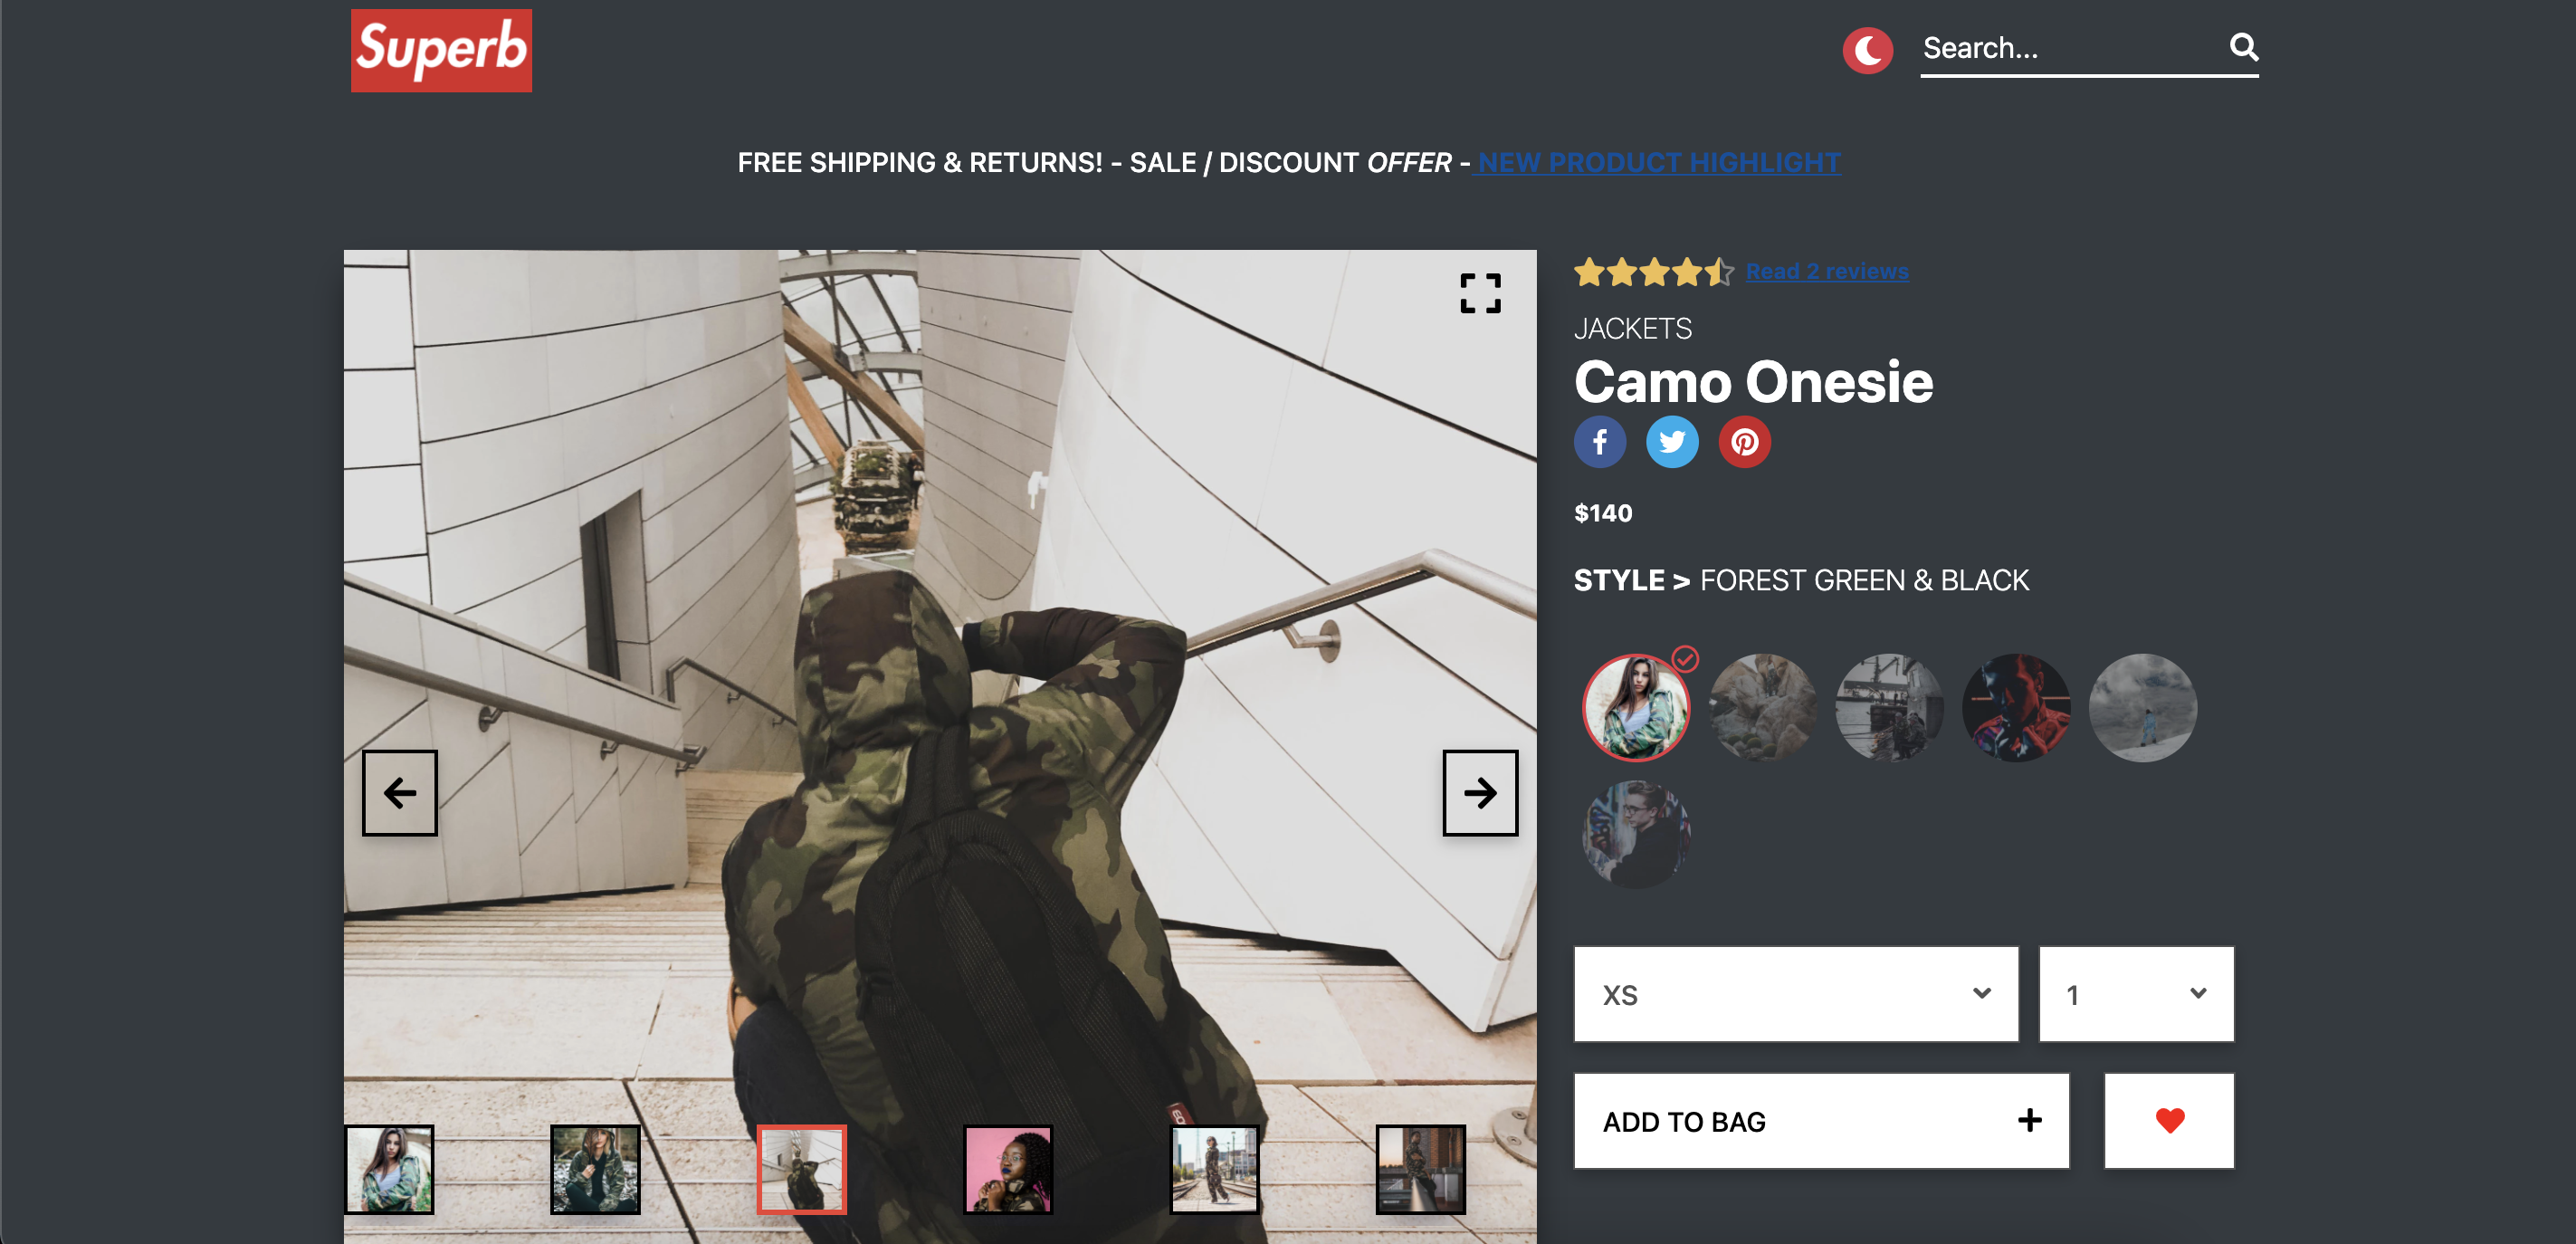 Superb
Search...
FREE SHIPPING & RETURNS! - SALE / DISCOUNT OFFER - NEW PRODUCT HIGHLIGHT
Read 2 reviews
JACKETS
Camo Onesie
$140
STYLE > FOREST GREEN & BLACK
XS
1
ADD TO BAG